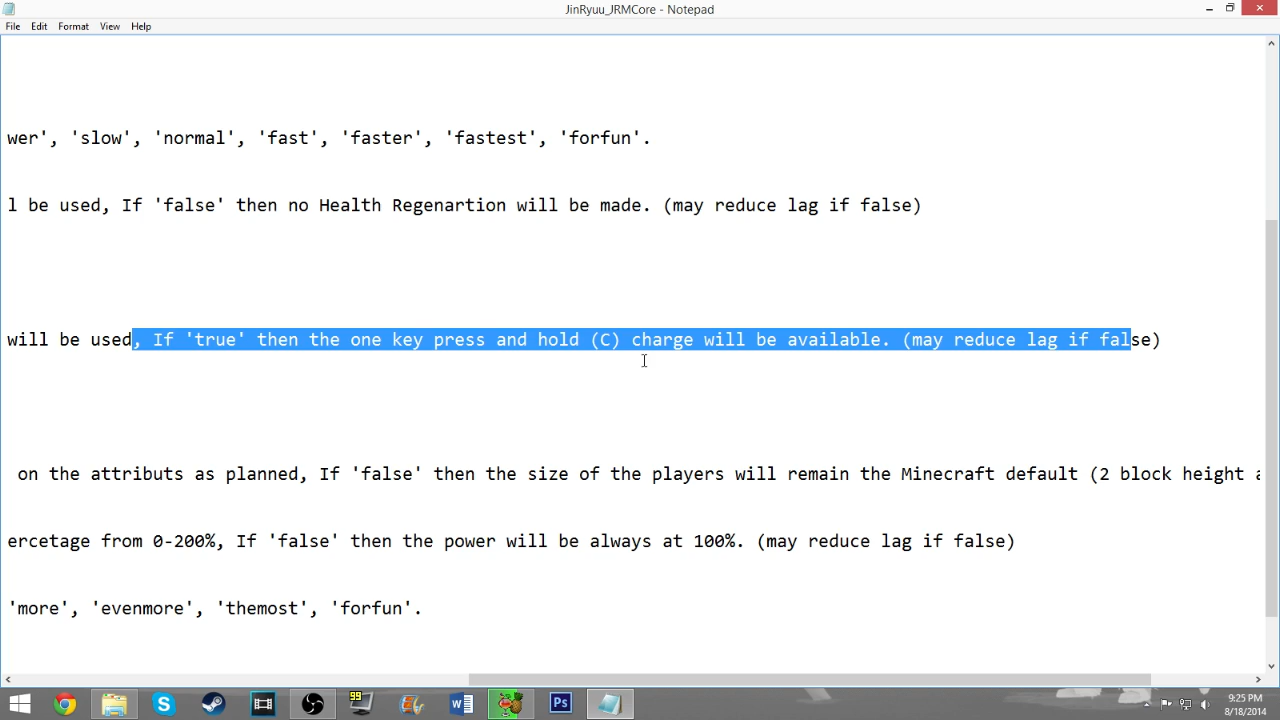 JinRyuu_JRMCore - Notepad
File Edit Format View Help
wer', 'slow', 'normal', 'fast', 'faster', 'fastest', 'forfun'.
l be used, If 'false' then no Health Regenartion will be made. (may reduce lag if false)
will be used, If 'true' then the one key press and hold (C) charge will be available. (may reduce lag if false)
on the attributs as planned, If 'false' then the size of the players will remain the Minecraft default (2 block height a
ercetage from 0-200%, If 'false' then the power will be always at 100%. (may reduce lag if false)
'more', 'evenmore', 'themost', 'forfun'.
99
W
Ps
9:25 PM
8/18/2014